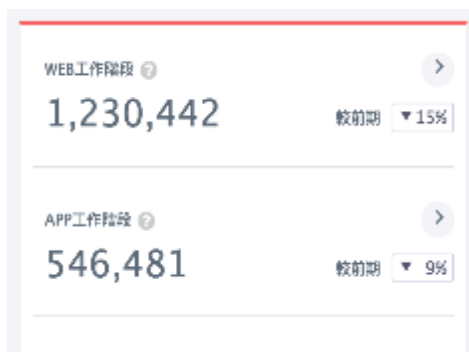 WEB工作階段 ?
1,230,442
較前期 ▼15%
APP工作階段 ?
546,481
較前期 ▼ 9%